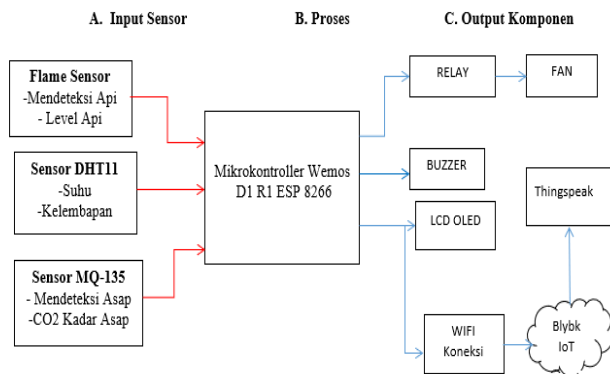 A. Input Sensor
B. Proses
C. Output Komponen
Flame Sensor
-Mendeteksi Api
- Level Api
Sensor DHT11
-Suhu
-Kelembapan
Sensor MQ-135
- Mendeteksi Asap
-CO2 Kadar Asap
Mikrokontroller Wemos
D1 R1 ESP 8266
RELAY
FAN
BUZZER
LCD OLED
Thingspeak
WIFI
Koneksi
Blybk
IoT